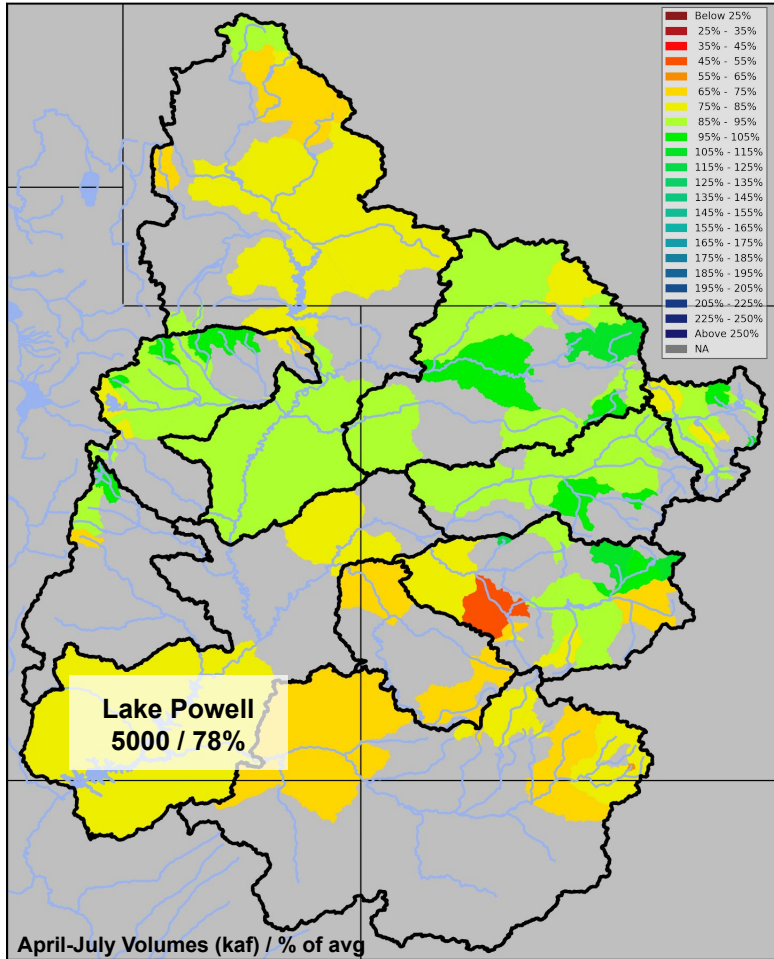 Below 25%
25% - 35%
35% - 45%
45% - 55%
55% - 65%
65% - 75%
75% - 85%
85% - 95%
95% - 105%
105% - 115%
115% - 125%
125% - 135%
135% - 145%
145% - 155%
155% - 165%
165% - 175%
175% - 185%
185% - 195%
195% - 205%
205% - 225%
225% - 250%
Above 250%
NA
Lake Powell
5000 / 78%
April-July Volumes (kaf) / % of avg